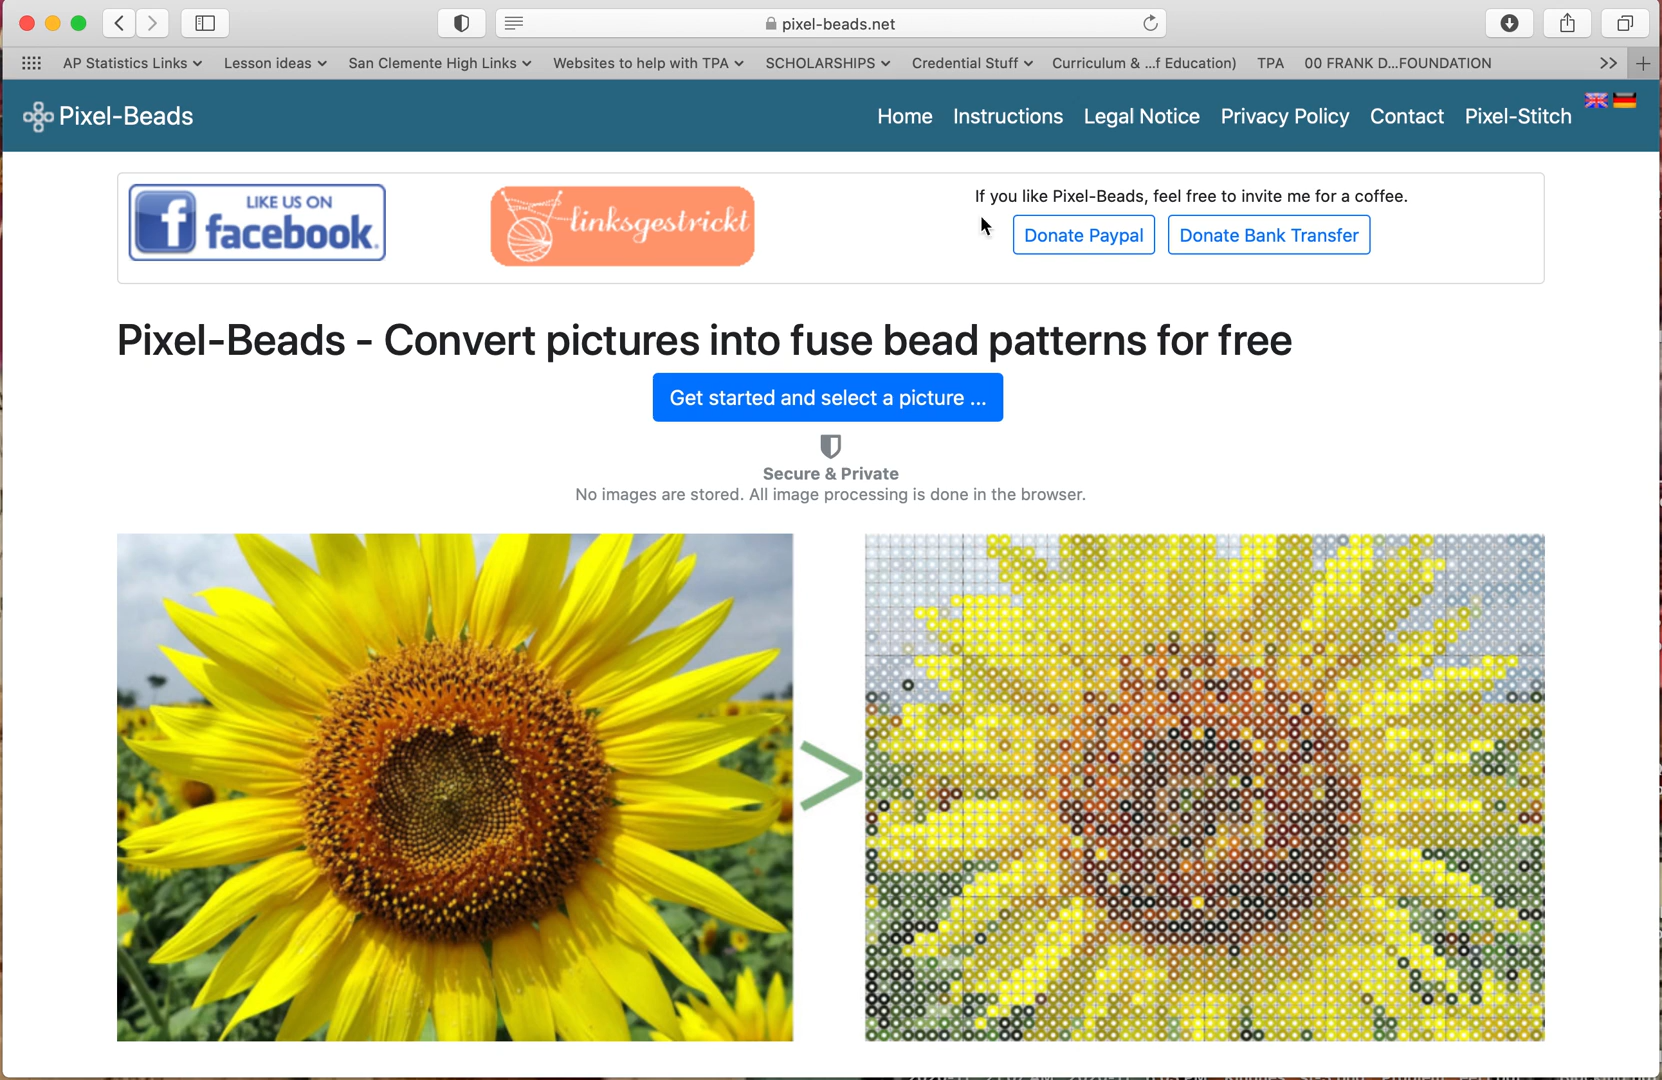 pixel-beads.net
AP Statistics Links Lesson ideas San Clemente High Links Websites to help with TPA SCHOLARSHIPS Credential Stuff Curriculum & ...f Education) TPA 00 FRANK D...FOUNDATION
Pixel-Beads Home Instructions Legal Notice Privacy Policy Contact Pixel-Stitch
LIKE US ON
facebook.
linksgestrickt
If you like Pixel-Beads, feel free to invite me for a coffee.
Donate Paypal Donate Bank Transfer
Pixel-Beads - Convert pictures into fuse bead patterns for free
Get started and select a picture ...
Secure & Private
No images are stored. All image processing is done in the browser.